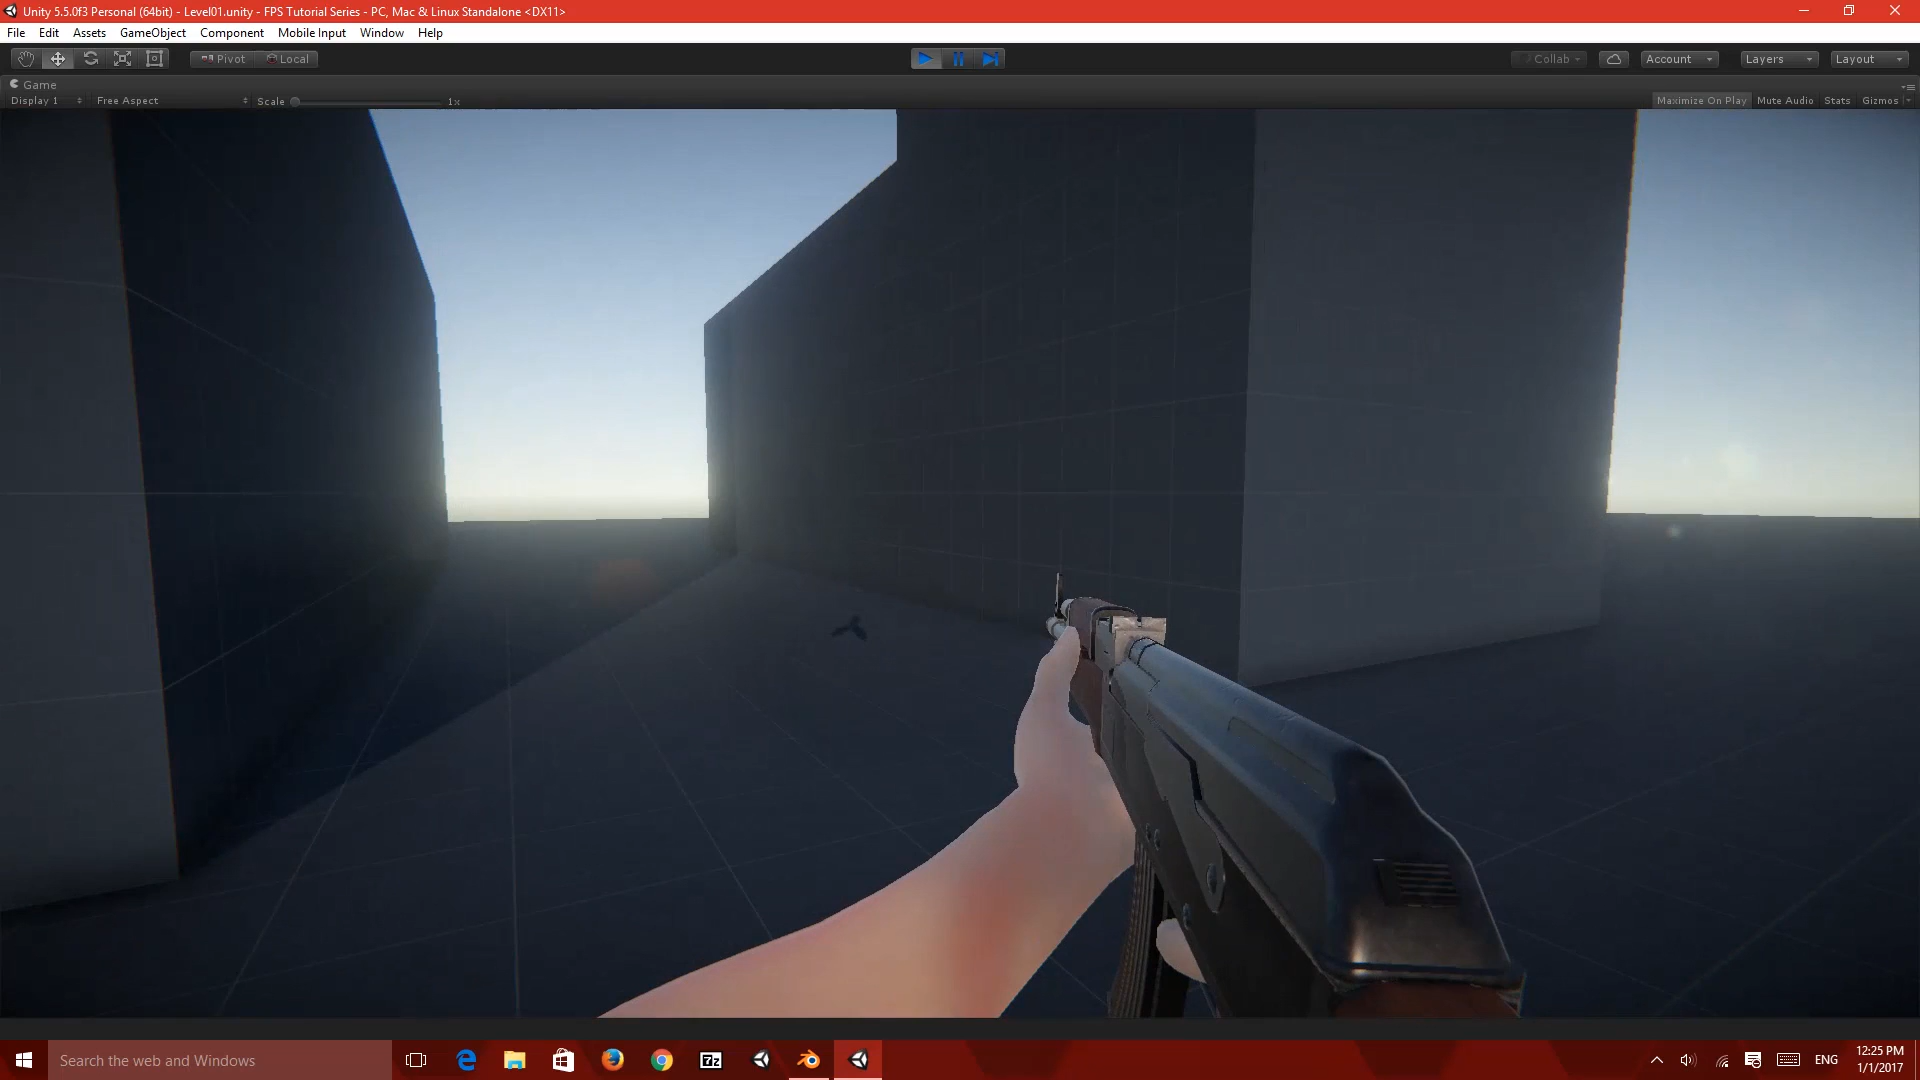 Unity 5.5.0f3 Personal (64bit) - Level01.unity - FPS Tutorial Series - PC, Mac & Linux Standalone <DX11>
File Edit Assets GameObject Component Mobile Input Window Help
Pivot Local Collab Account Layers Layout
Game
Display 1 Free Aspect Scale 1x Maximize On Play Mute Audio Stats Gizmos
Search the web and Windows
7z
ENG
12:25 PM
1/1/2017